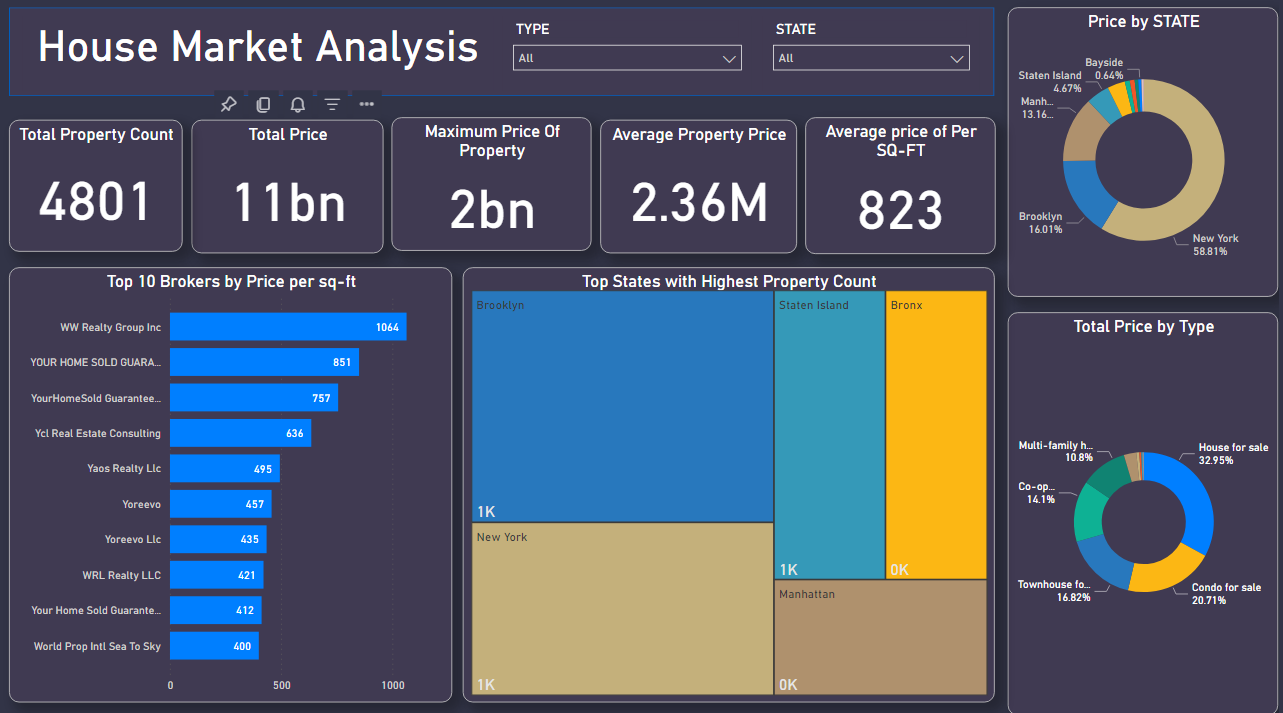 House Market Analysis
TYPE
All
STATE
All
Total Property Count
4801
Total Price
11bn
Maximum Price Of
Property
2bn
Average Property Price
2.36M
Average price of Per
SQ-FT
823
Price by STATE
Bayside
0.64%
Staten Island
4.67%
Manh...
13.16...
Brooklyn
16.01%
New York
58.81%
Top 10 Brokers by Price per sq-ft
WW Realty Group Inc
1064
YOUR HOME SOLD GUARA...
851
YourHomeSold Guarantee...
757
Ycl Real Estate Consulting
636
Yaos Realty Llc
495
Yoreevo
457
Yoreevo Llc
435
WRL Realty LLC
421
Your Home Sold Guarante...
412
World Prop Intl Sea To Sky
400
0
500
1000
Top States with Highest Property Count
Brooklyn
1K
New York
1K
Staten Island
1K
Bronx
0K
Manhattan
0K
Total Price by Type
Multi-family h...
10.8%
House for sale
32.95%
Co-op...
14.1%
Townhouse fo...
16.82%
Condo for sale
20.71%